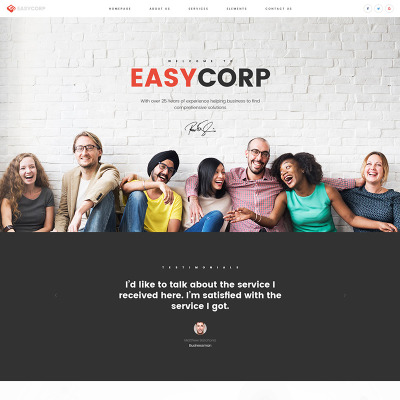 EASYCORP
HOMEPAGE ABOUT US SERVICES ELEMENTS CONTACT US
WELCOME TO
EASYCORP
With over 25 years of experience helping business to find
comprehensive solutions
TESTIMONIALS
I'd like to talk about the service I
received here. I'm satisfied with the
service I got.
Businessman